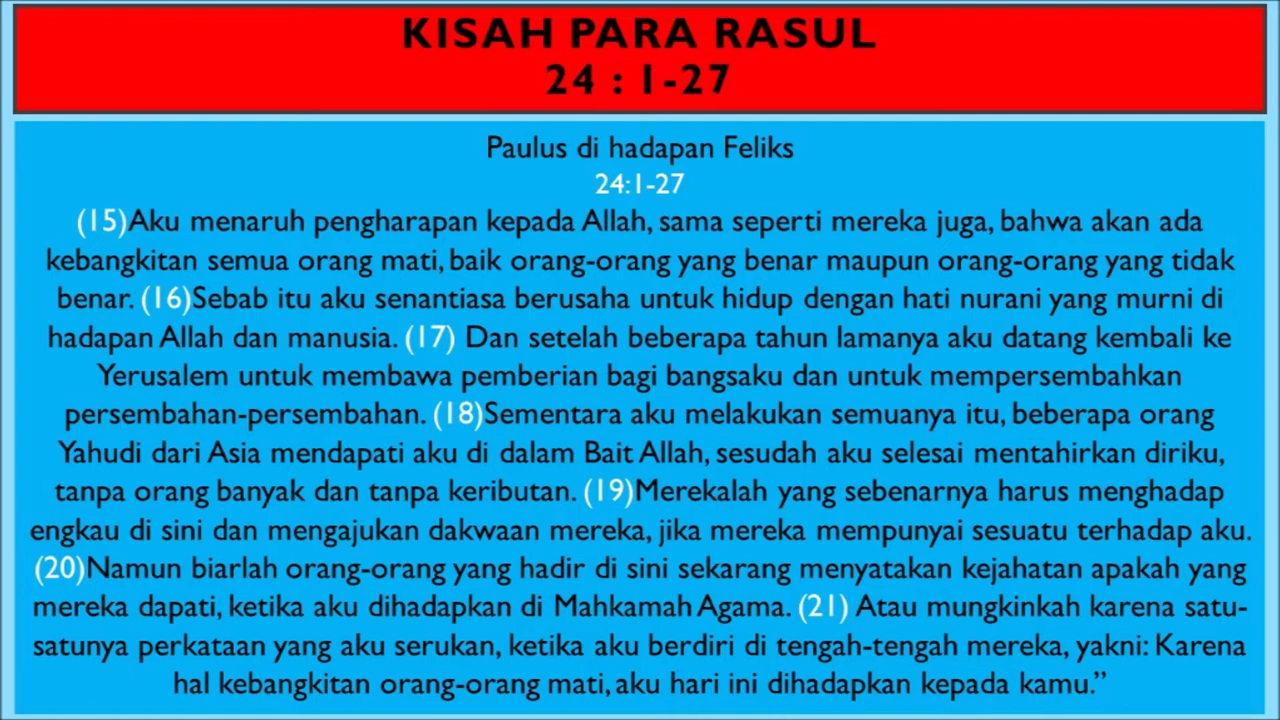 KISAH PARA RASUL
24 : 1-27
Paulus di hadapan Feliks
24:1-27
(15)Aku menaruh pengharapan kepada Allah, sama seperti mereka juga, bahwa akan ada
kebangkitan semua orang mati, baik orang-orang yang benar maupun orang-orang yang tidak
benar. (16)Sebab itu aku senantiasa berusaha untuk hidup dengan hati nurani yang murni di
hadapan Allah dan manusia. (17) Dan setelah beberapa tahun lamanya aku datang kembali ke
Yerusalem untuk membawa pemberian bagi bangsaku dan untuk mempersembahkan
persembahan-persembahan. (18)Sementara aku melakukan semuanya itu, beberapa orang
Yahudi dari Asia mendapati aku di dalam Bait Allah, sesudah aku selesai mentahirkan diriku,
tanpa orang banyak dan tanpa keributan. (19)Merekalah yang sebenarnya harus menghadap
engkau di sini dan mengajukan dakwaan mereka, jika mereka mempunyai sesuatu terhadap aku.
(20)Namun biarlah orang-orang yang hadir di sini sekarang menyatakan kejahatan apakah yang
mereka dapati, ketika aku dihadapkan di Mahkamah Agama. (21) Atau mungkinkah karena satu-
satunya perkataan yang aku serukan, ketika aku berdiri di tengah-tengah mereka, yakni: Karena
hal kebangkitan orang-orang mati, aku hari ini dihadapkan kepada kamu.”